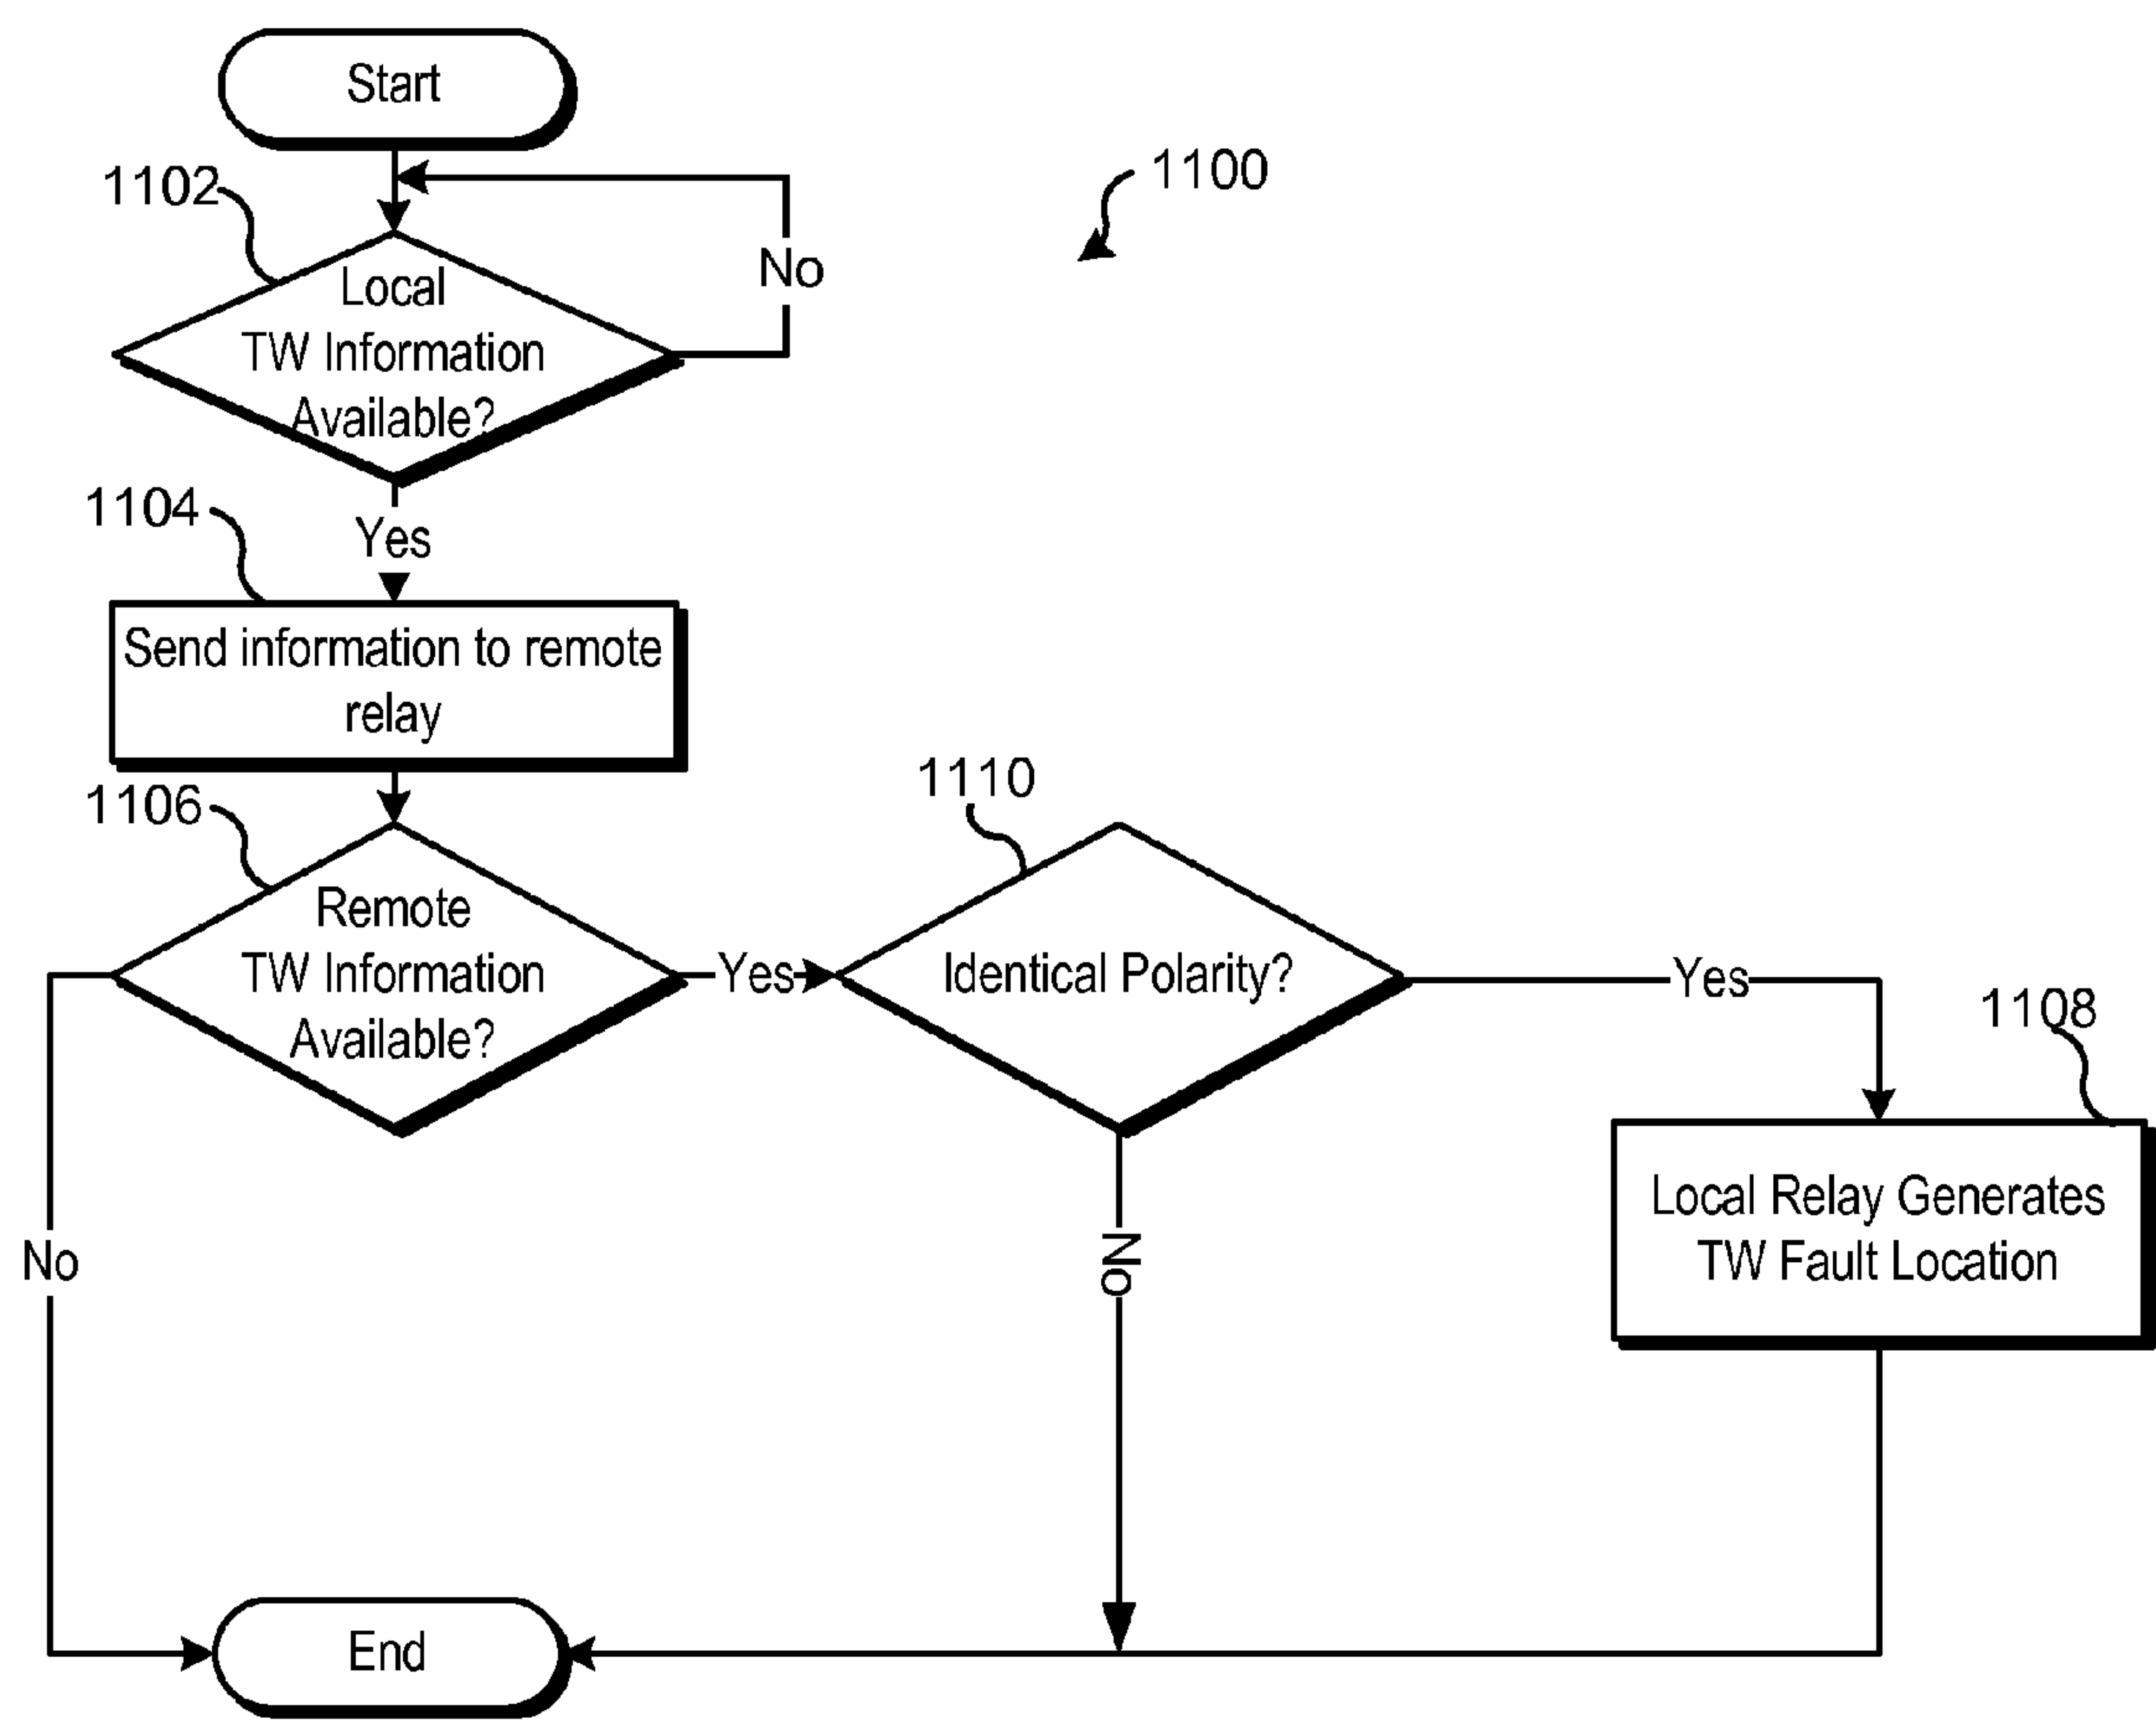 Start
1102
1100
Local
TW Information
Available?
No
Yes
1104
Send information to remote
relay
1106
Remote
TW Information
Available?
Yes
1110
Identical Polarity?
Yes
1108
Local Relay Generates
TW Fault Location
No
No
End